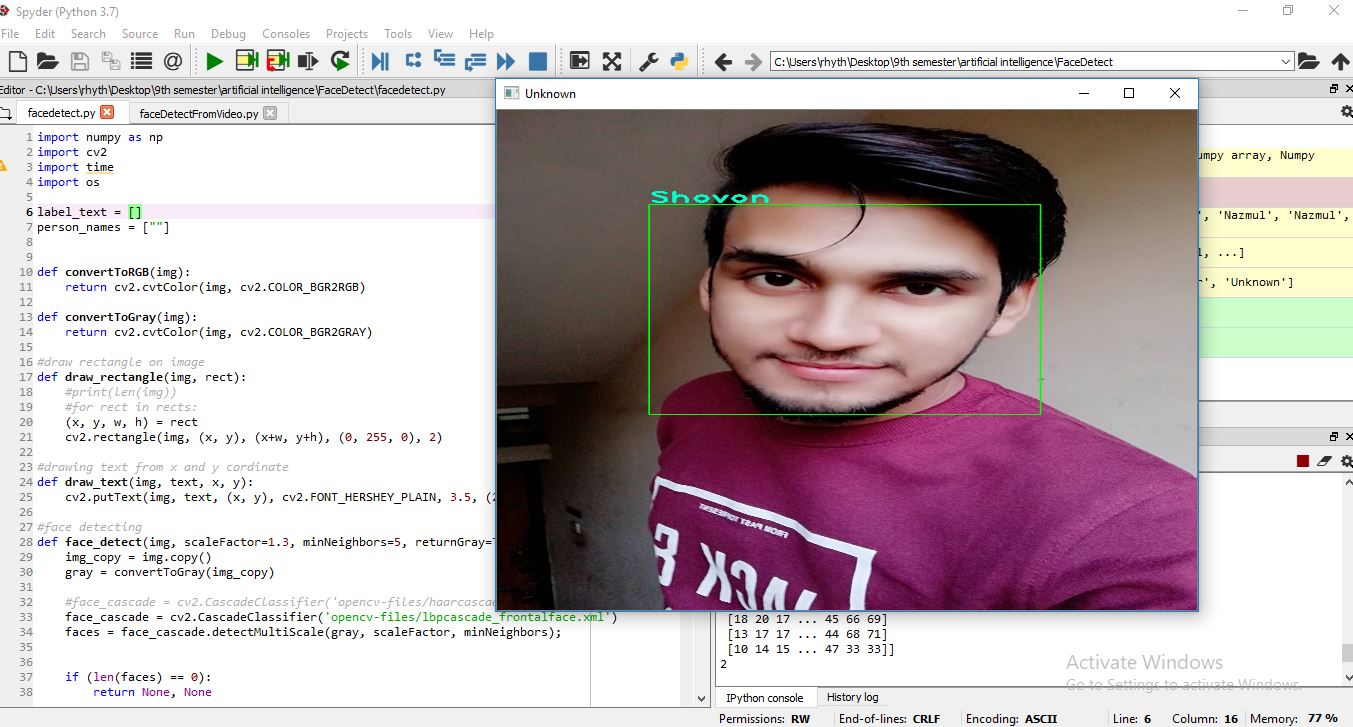 Spyder (Python 3.7)
File Edit Search Source Run Debug Consoles Projects Tools View Help
C:\Users\rhyth\Desktop\9th semester\artificial intelligence\FaceDetect
Editor - C:\Users\rhyth\Desktop\9th semester\artificial intelligence\FaceDetect\facedetect.py
facedetect.py faceDetectFromVideo.py
1 import numpy as np
2 import cv2
3 import time
4 import os
5
6 label_text = []
7 person_names = [""]
8
9
10 def convertToRGB(img):
11 return cv2.cvtColor(img, cv2.COLOR_BGR2RGB)
12
13 def convertToGray(img):
14 return cv2.cvtColor(img, cv2.COLOR_BGR2GRAY)
15
16 #draw rectangle on image
17 def draw_rectangle(img, rect):
18 #print(len(img))
19 #for rect in rects:
20 (x, y, w, h) = rect
21 cv2.rectangle(img, (x, y), (x+w, y+h), (0, 255, 0), 2)
22
23 #drawing text from x and y cordinate
24 def draw_text(img, text, x, y):
25 cv2.putText(img, text, (x, y), cv2.FONT_HERSHEY_PLAIN, 3.5, (
26
27 #face detecting
28 def face_detect(img, scaleFactor=1.3, minNeighbors=5, returnGray=
29 img_copy = img.copy()
30 gray = convertToGray(img_copy)
31
32 #face_cascade = cv2.CascadeClassifier('opencv-files/haarcasca
33 face_cascade = cv2.CascadeClassifier('opencv-files/lbpcascade_frontalface.xml')
34 faces = face_cascade.detectMultiScale(gray, scaleFactor, minNeighbors);
35
36
37 if (len(faces) == 0):
38 return None, None
Unknown
Shovon
FROM PAST TO PRESENT
JACK &
umpy array, Numpy
', 'Nazmul', 'Nazmul',
, ...]
', 'Unknown']
[18 20 17 ... 45 66 69]
[13 17 17 ... 44 68 71]
[10 14 15 ... 47 33 33]]
2
Activate Windows
Go to Settings to activate Windows.
IPython console History log
Permissions: RW End-of-lines: CRLF Encoding: ASCII Line: 6 Column: 16 Memory: 77 %